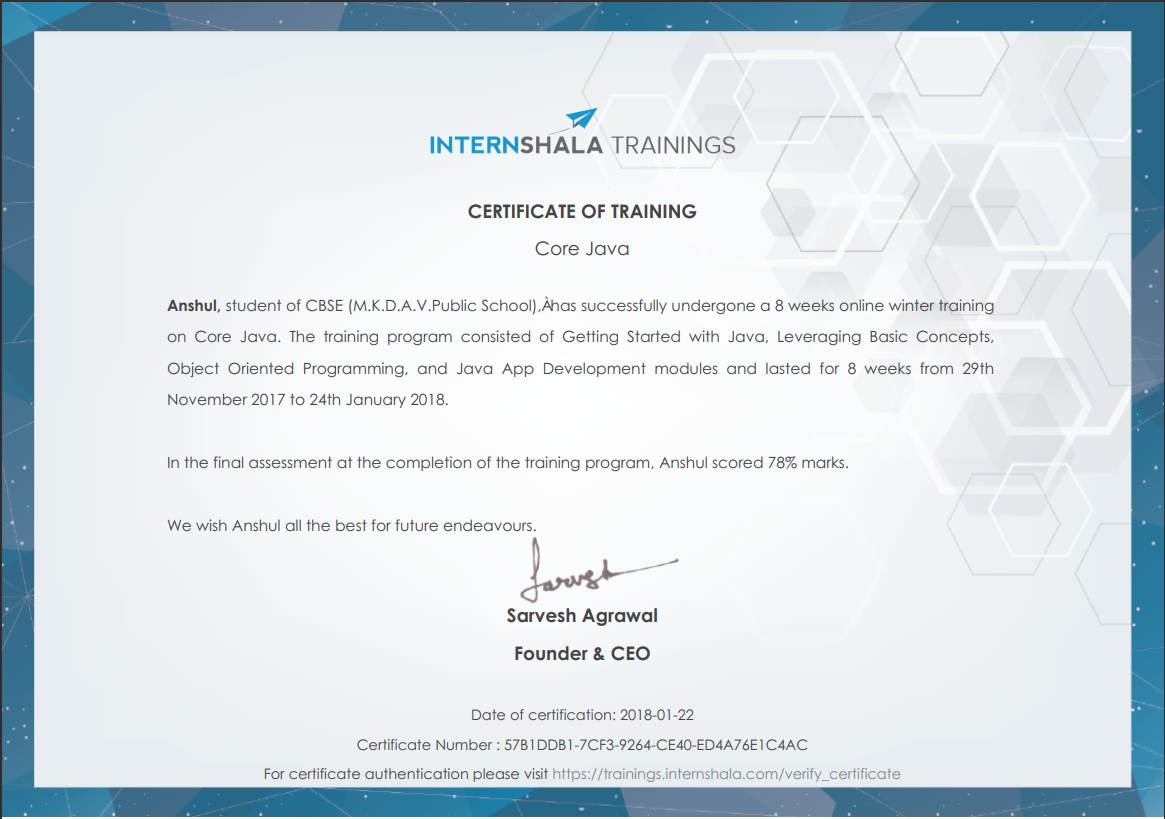 INTERNSHALA TRAININGS
CERTIFICATE OF TRAINING
Core Java
Anshul, student of CBSE (M.K.D.A.V.Public School),Àhas successfully undergone a 8 weeks online winter training
on Core Java. The training program consisted of Getting Started with Java, Leveraging Basic Concepts,
Object Oriented Programming, and Java App Development modules and lasted for 8 weeks from 29th
November 2017 to 24th January 2018.
In the final assessment at the completion of the training program, Anshul scored 78% marks.
We wish Anshul all the best for future endeavours.
Sarvesh
Sarvesh Agrawal
Founder & CEO
Date of certification: 2018-01-22
Certificate Number : 57B1DDB1-7CF3-9264-CE40-ED4A76E1C4AC
For certificate authentication please visit https://trainings.internshala.com/verify_certificate